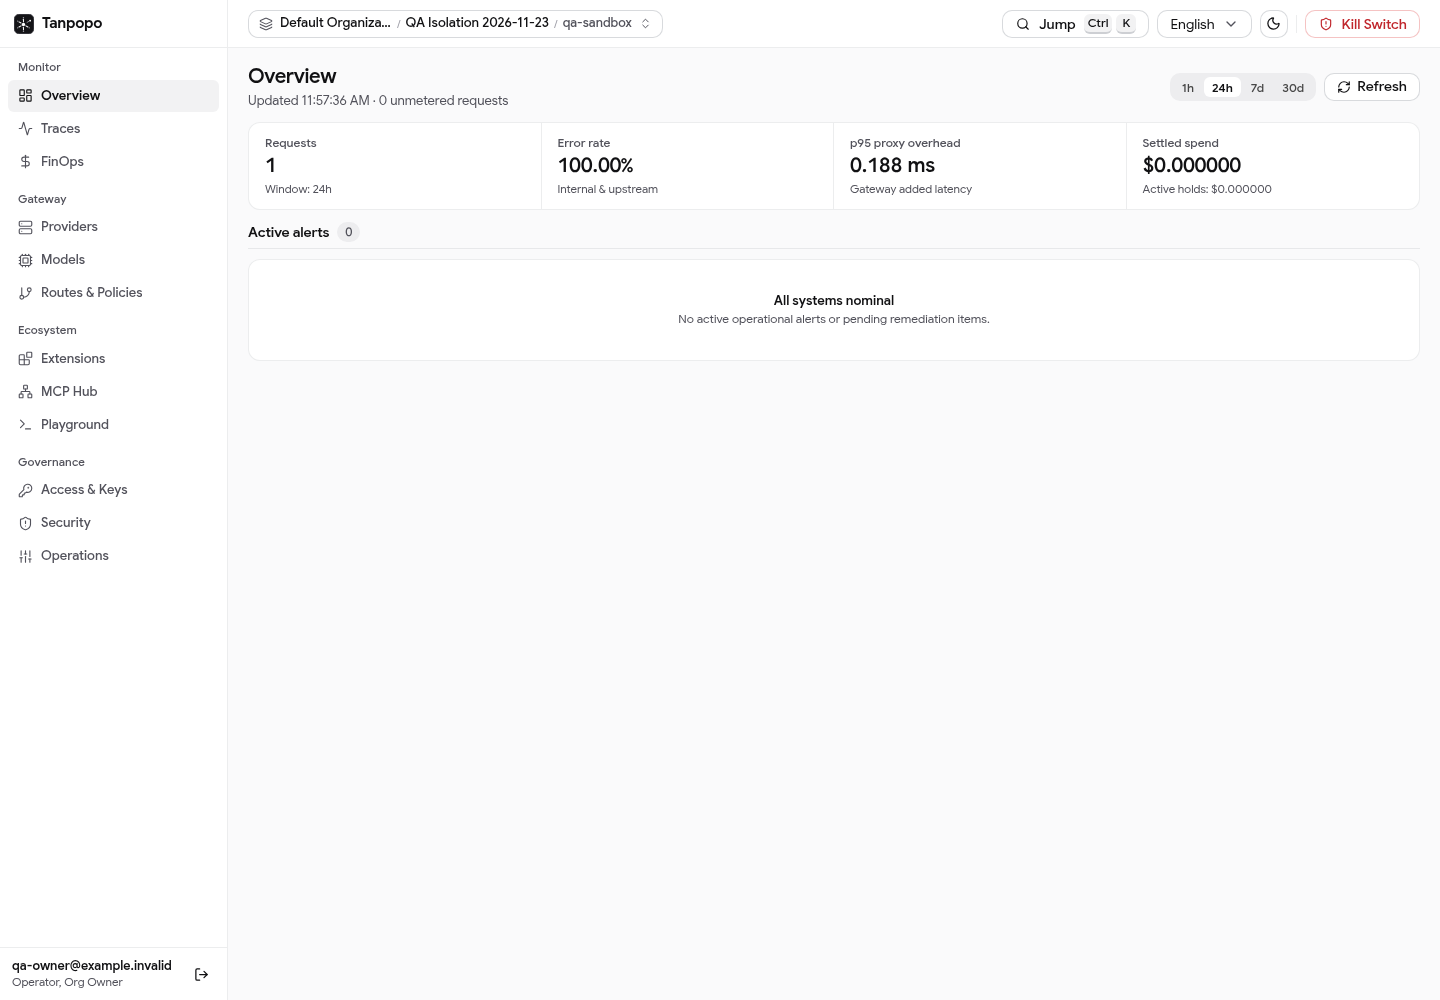 Tanpopo
Default Organiza... / QA Isolation 2026-11-23 / qa-sandbox
Jump Ctrl K
English
Kill Switch
Monitor
Overview
Traces
FinOps
Gateway
Providers
Models
Routes & Policies
Ecosystem
Extensions
MCP Hub
Playground
Governance
Access & Keys
Security
Operations
qa-owner@example.invalid
Operator, Org Owner
Overview
Updated 11:57:36 AM · 0 unmetered requests
1h 24h 7d 30d
Refresh
Requests
1
Window: 24h
Error rate
100.00%
Internal & upstream
p95 proxy overhead
0.188 ms
Gateway added latency
Settled spend
$0.000000
Active holds: $0.000000
Active alerts 0
All systems nominal
No active operational alerts or pending remediation items.